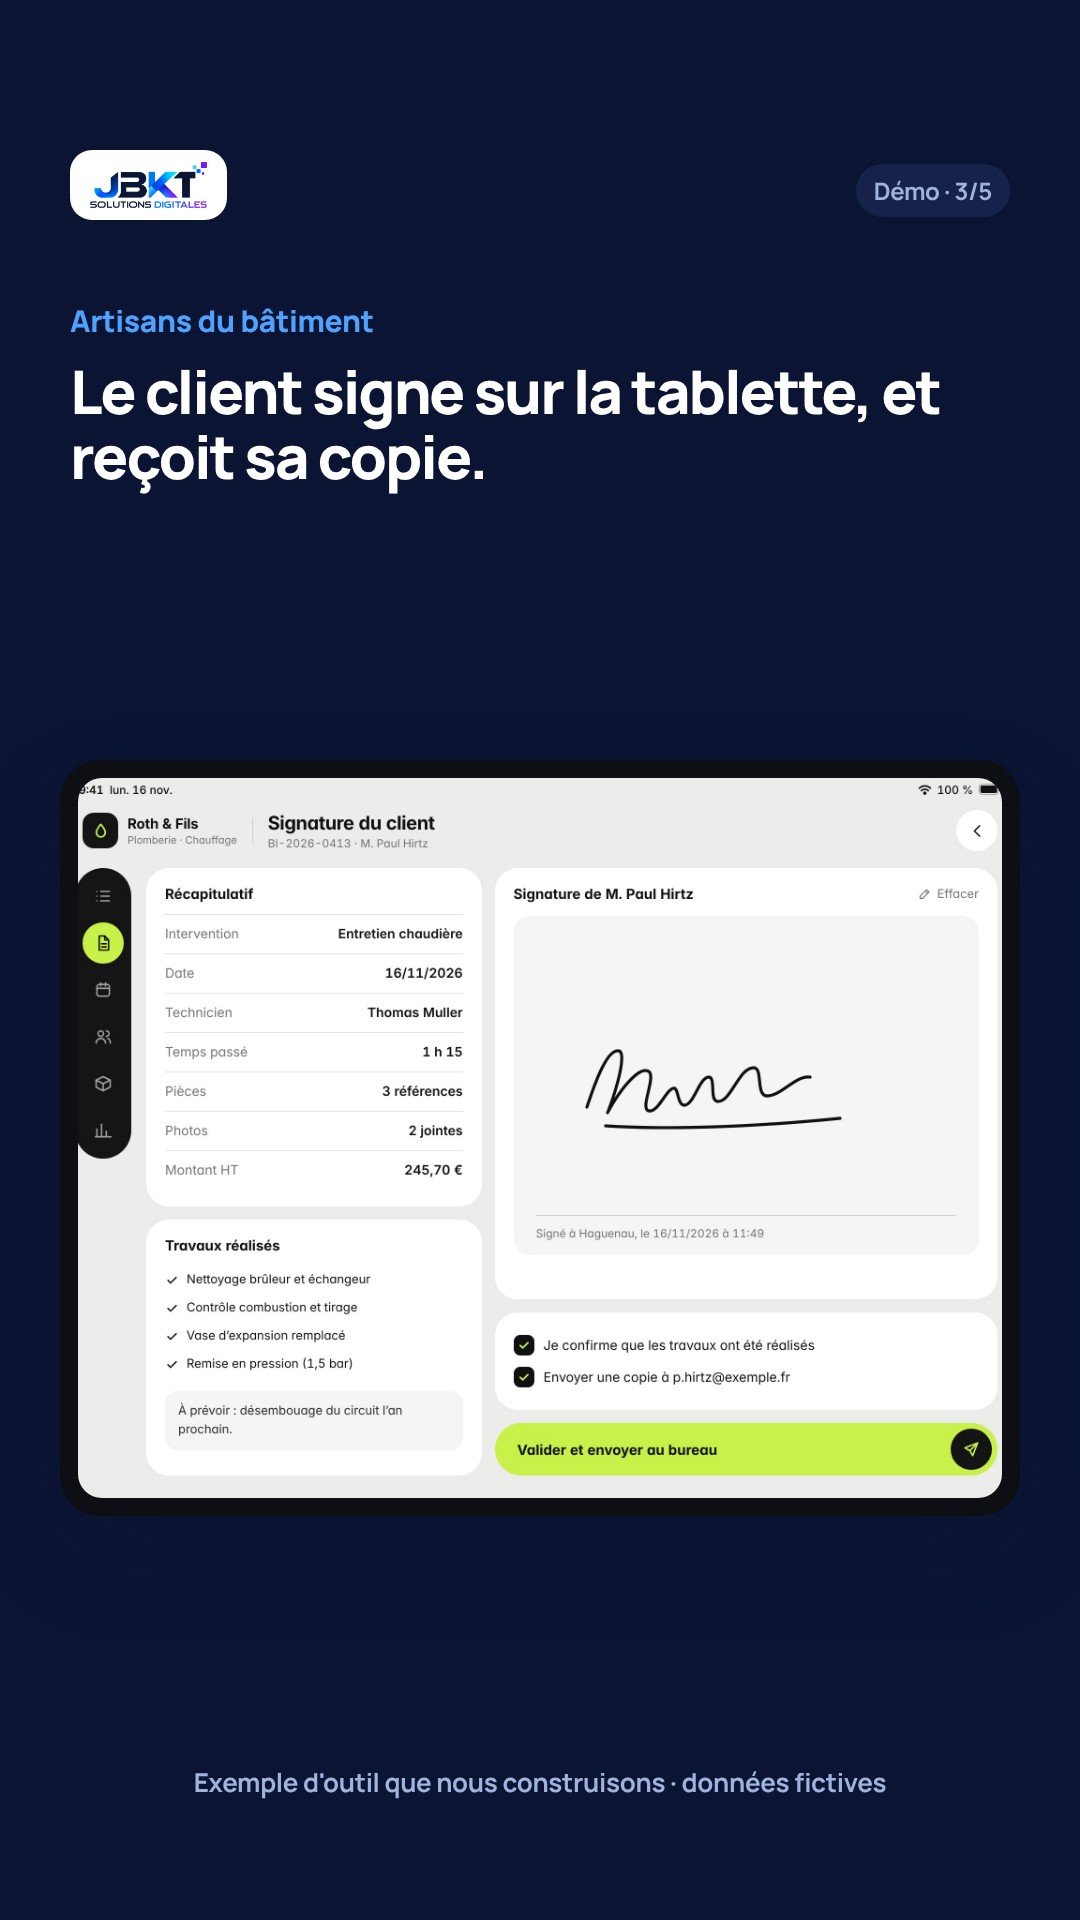 JBKT
SOLUTIONS DIGITALES
Démo · 3/5
Artisans du bâtiment
Le client signe sur la tablette, et
reçoit sa copie.
9:41 lun. 16 nov.
100 %
Roth & Fils
Plomberie · Chauffage
Signature du client
BI-2026-0413 · M. Paul Hirtz
Récapitulatif
Intervention Entretien chaudière
Date 16/11/2026
Technicien Thomas Muller
Temps passé 1 h 15
Pièces 3 références
Photos 2 jointes
Montant HT 245,70 €
Travaux réalisés
Nettoyage brûleur et échangeur
Contrôle combustion et tirage
Vase d'expansion remplacé
Remise en pression (1,5 bar)
À prévoir : désembouage du circuit l'an
prochain.
Signature de M. Paul Hirtz
Effacer
Signé à Haguenau, le 16/11/2026 à 11:49
Je confirme que les travaux ont été réalisés
Envoyer une copie à p.hirtz@exemple.fr
Valider et envoyer au bureau
Exemple d'outil que nous construisons · données fictives